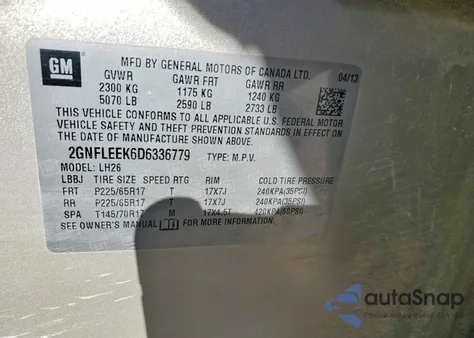 GM
MFD BY GENERAL MOTORS OF CANADA LTD. 04/13
GVWR GAWR FRT GAWR RR
2300 KG 1175 KG 1240 KG
5070 LB 2590 LB 2733 LB
THIS VEHICLE CONFORMS TO ALL APPLICABLE U.S. FEDERAL
VEHICLE SAFETY AND THEFT PREVENTION STANDARDS IN EFFECT ON
THE DATE OF MANUFACTURE SHOWN ABOVE.
2GNFLEEK6D6336779 TYPE: M.P.V.
MODEL: LH26
LBBJ TIRE SIZE SPEED RTG RIM COLD TIRE PRESSURE
FRT P225/65R17 T 17X7J 240KPA(35PSI)
RR P225/65R17 T 17X7J 240KPA(35PSI)
SPA T145/70R17 M 17X4.5T 420KPA(60PSI)
SEE OWNER'S MANUAL FOR MORE INFORMATION.
autoSnap